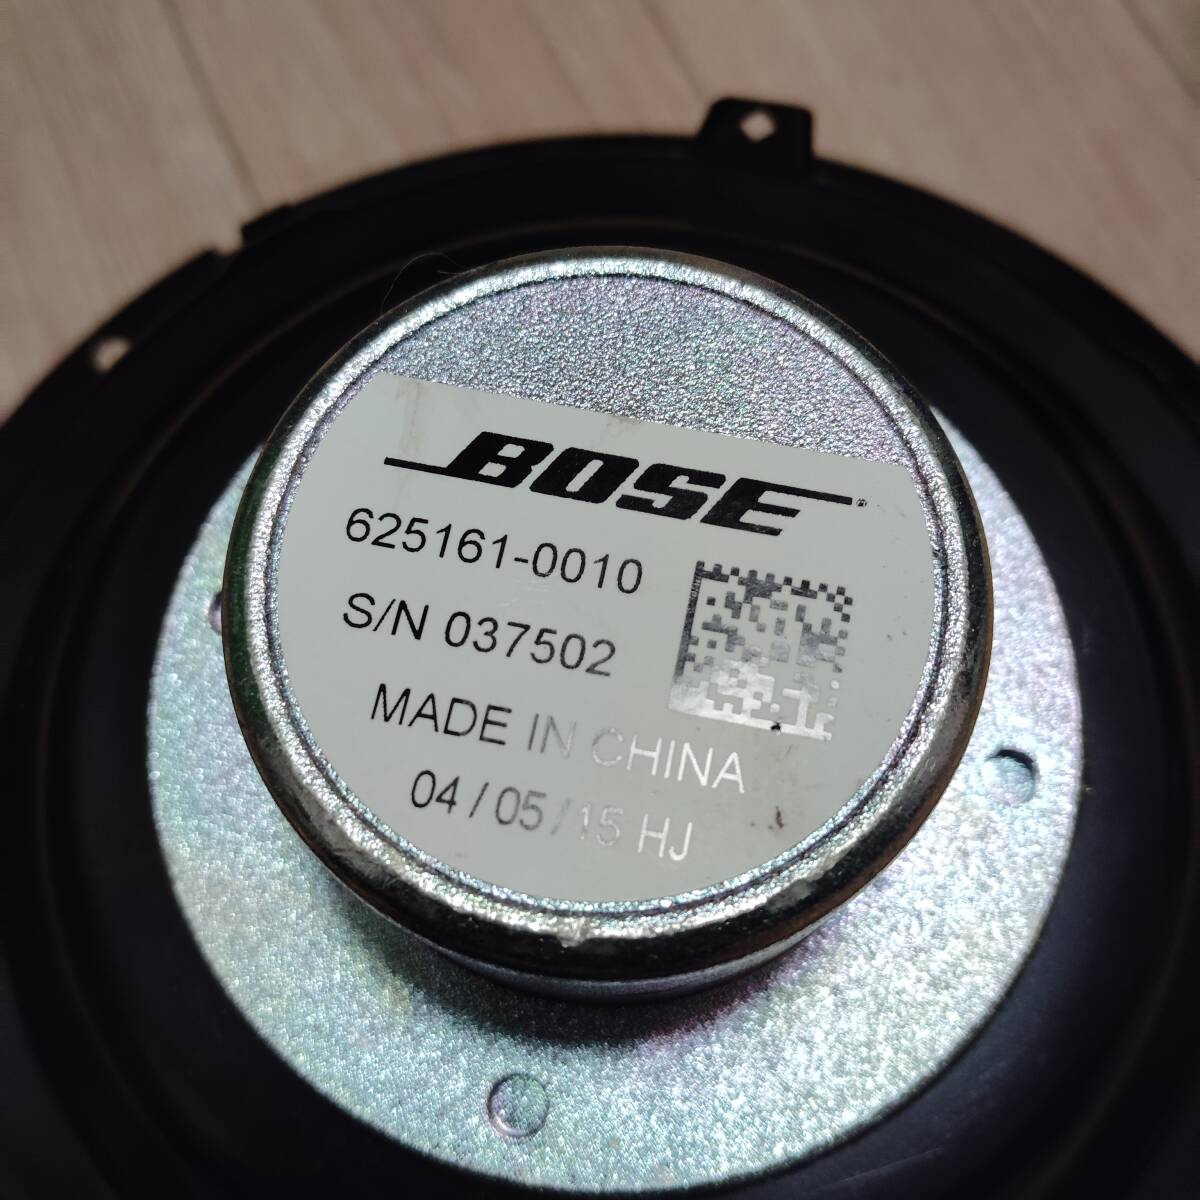 BOSE
625161-0010
S/N 037502
MADE IN CHINA
04/05/15 HJ